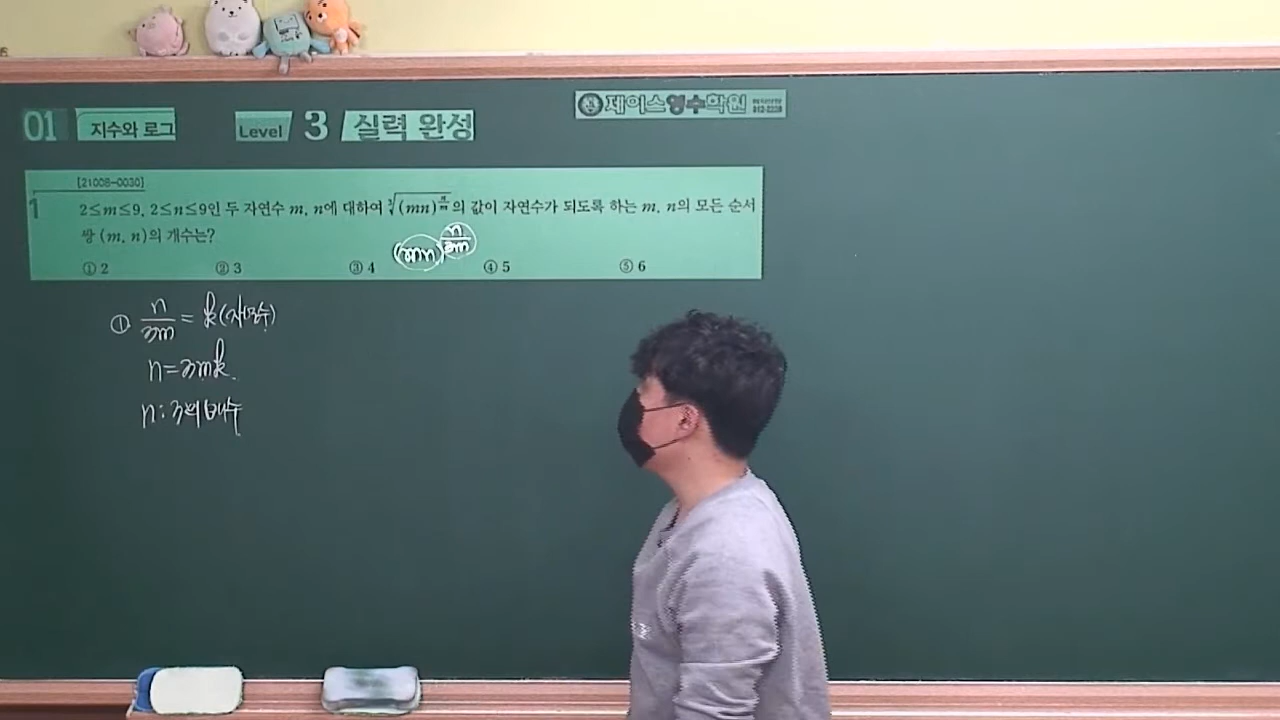 제이스영수학원
01 지수와 로그 Level 3 실력 완성
[21008-0030]
1 2≤m≤9, 2≤n≤9인 두 자연수 m, n에 대하여 ∛(mn)^(n/m)의 값이 자연수가 되도록 하는 m, n의 모든 순서
쌍 (m, n)의 개수는?
(mn)^(n/3m)
① 2 ② 3 ③ 4 ④ 5 ⑤ 6
① n/3m = k(자연수)
n=3mk.
n: 3의 배수